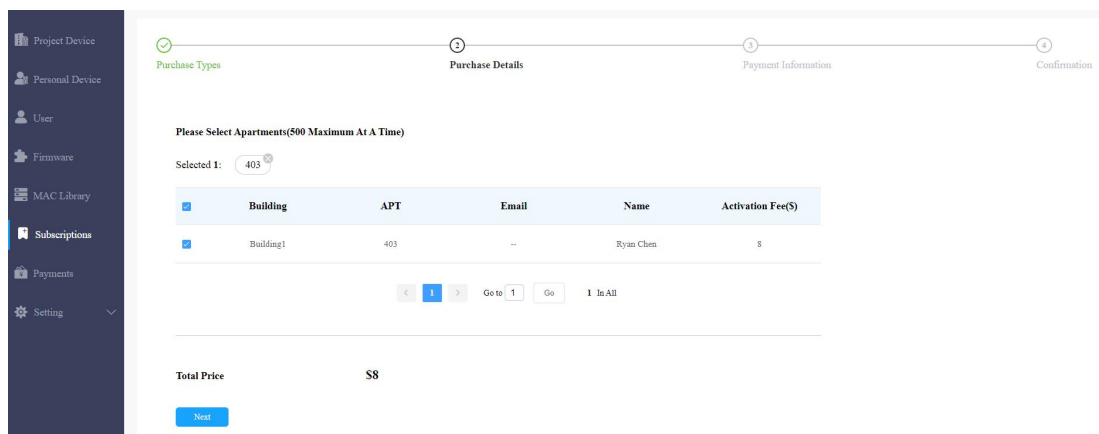 Project Device
Personal Device
User
Firmware
MAC Library
Subscriptions
Payments
Setting
2 3 4
Purchase Types Purchase Details Payment Information Confirmation
Please Select Apartments(500 Maximum At A Time)
Selected 1: 403
Building APT Email Name Activation Fee($)
Building1 403 -- Ryan Chen 8
< 1 > Go to 1 Go 1 In All
Total Price $8
Next